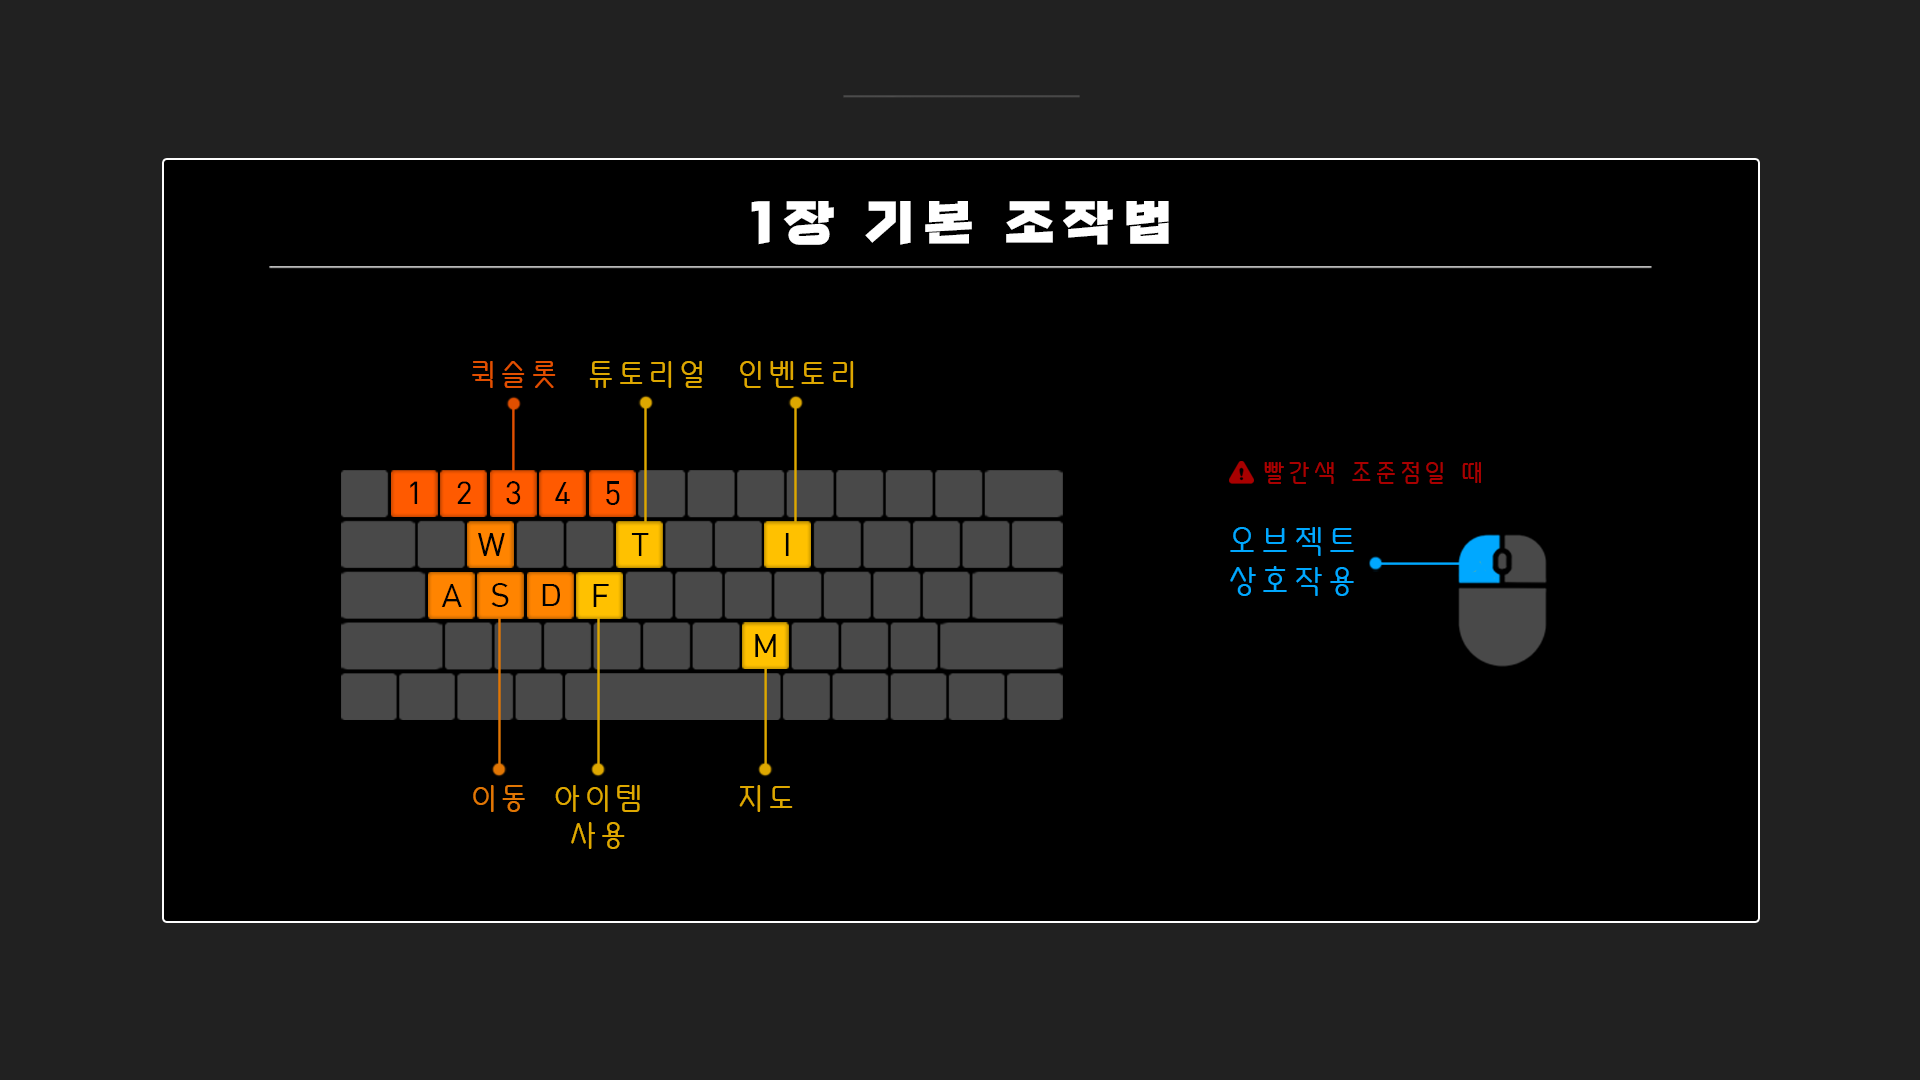 1장 기본 조작법
퀵슬롯 튜토리얼 인벤토리
1 2 3 4 5
W T I
A S D F
M
이동 아이템 사용 지도
⚠ 빨간색 조준점일 때
오브젝트
상호작용